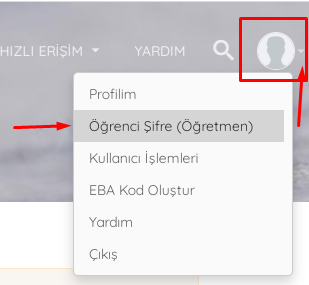 HIZLI ERİŞİM YARDIM
Profilim
Öğrenci Şifre (Öğretmen)
Kullanıcı İşlemleri
EBA Kod Oluştur
Yardım
Çıkış